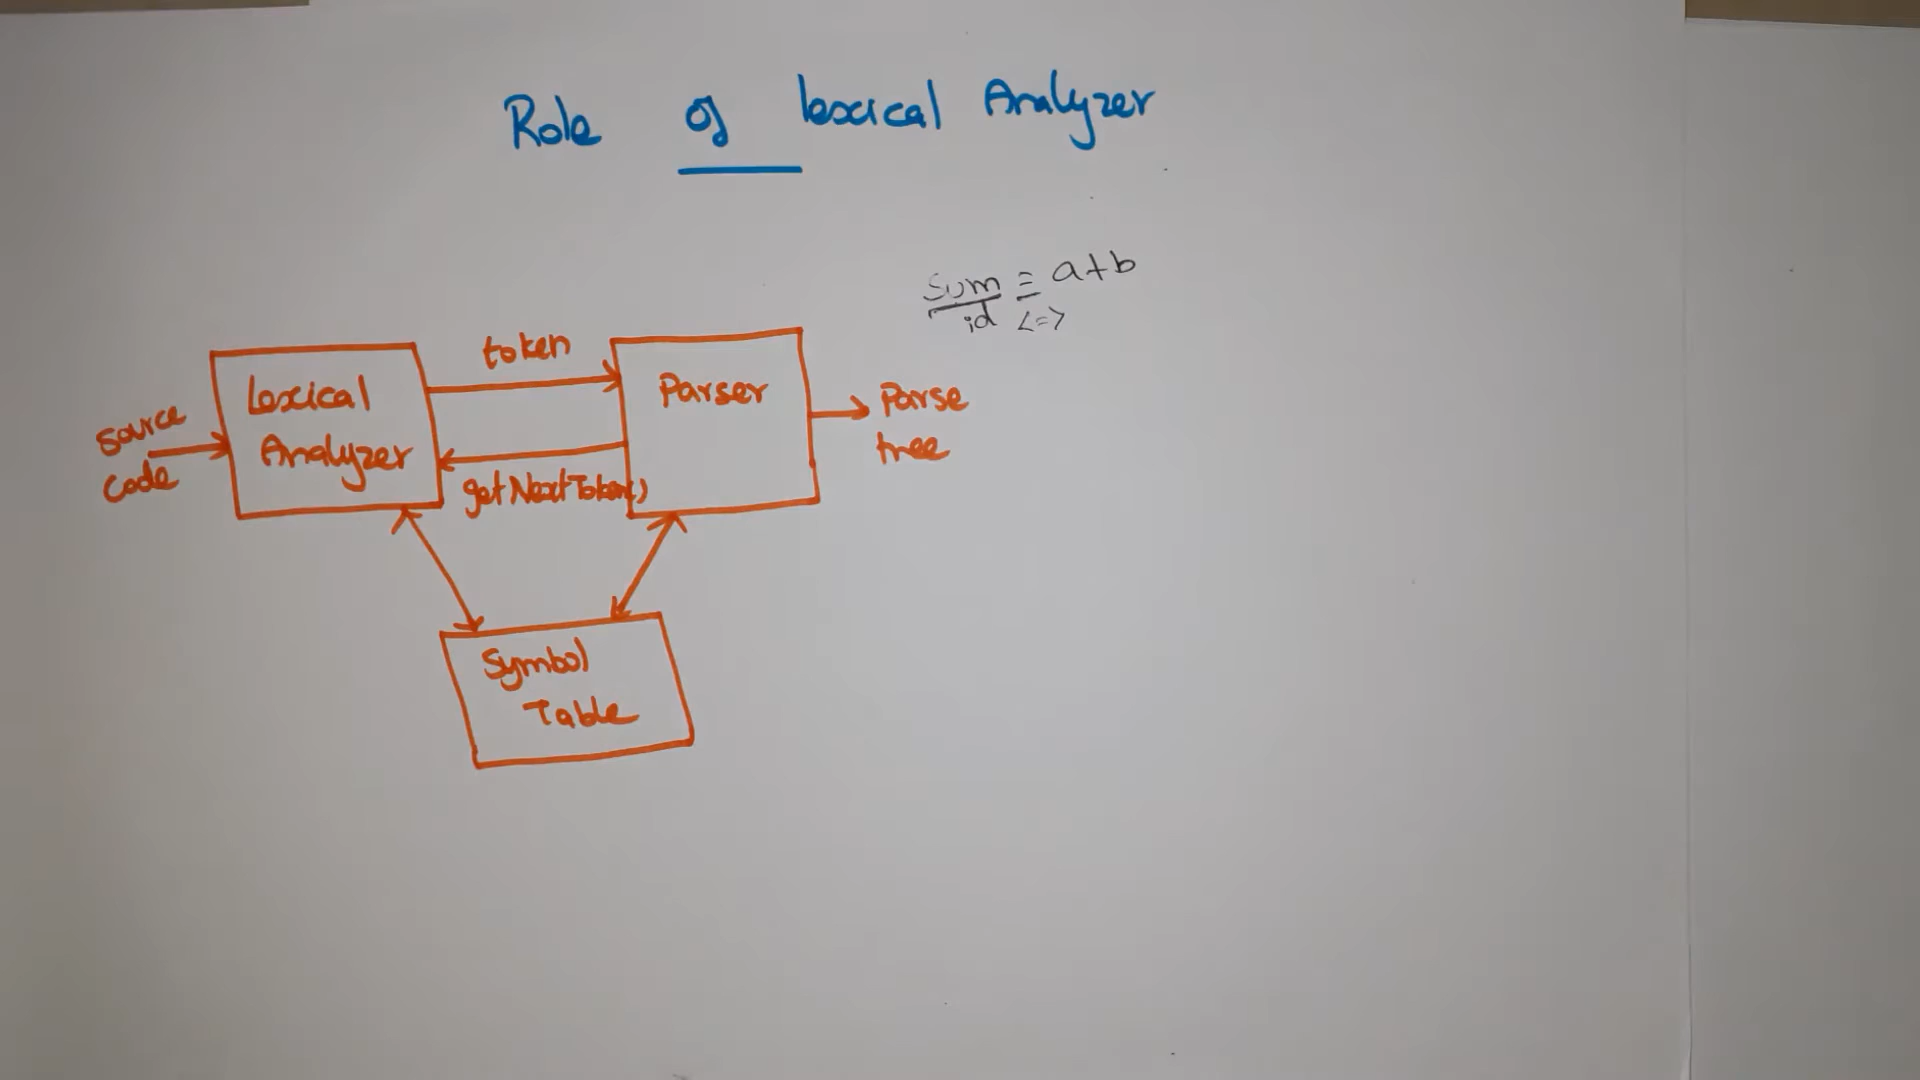 Role of lexical Analyzer
sum = a+b
id <=>
token
Lexical
Analyzer
Parser
source
code
Parse
tree
getNextToken()
Symbol
Table